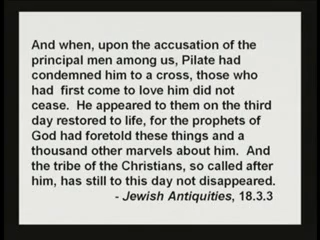 And when, upon the accusation of the
principal men among us, Pilate had
condemned him to a cross, those who
had first come to love him did not
cease. He appeared to them on the third
day restored to life, for the prophets of
God had foretold these things and a
thousand other marvels about him. And
the tribe of the Christians, so called after
him, has still to this day not disappeared.
- Jewish Antiquities, 18.3.3